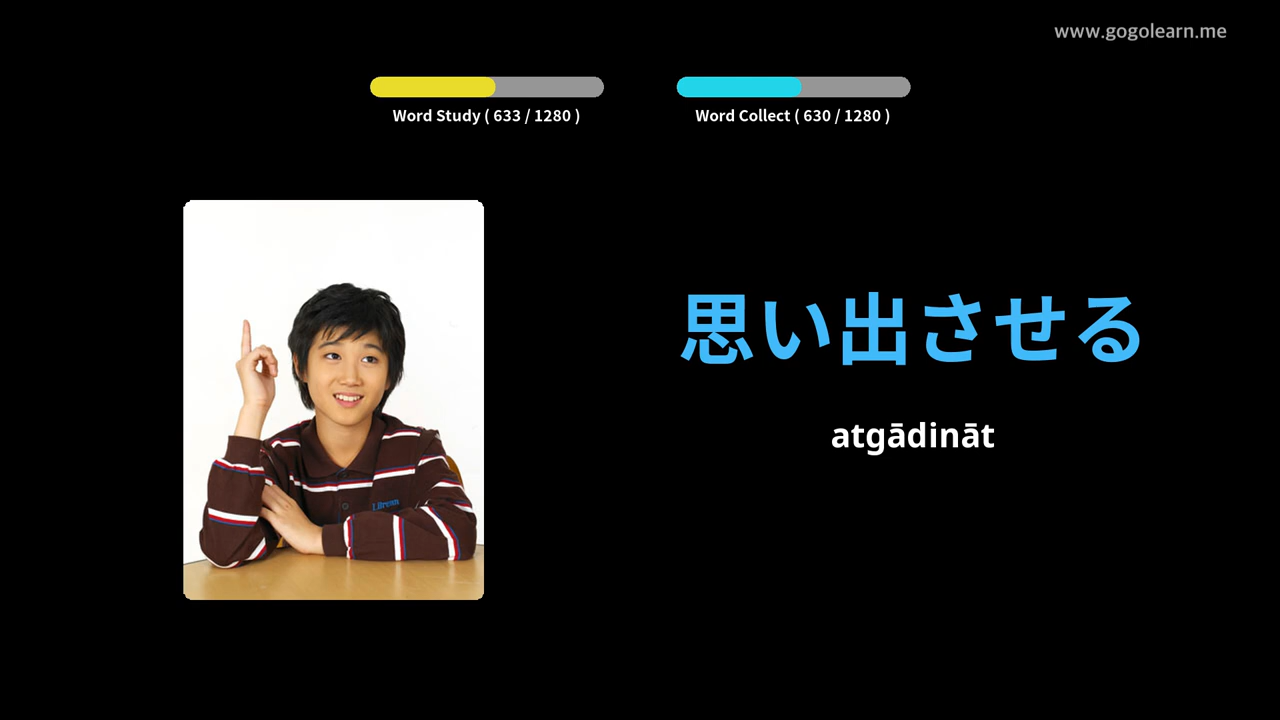 www.gogolearn.me
Word Study ( 633 / 1280 )
Word Collect ( 630 / 1280 )
思い出させる
atgādināt